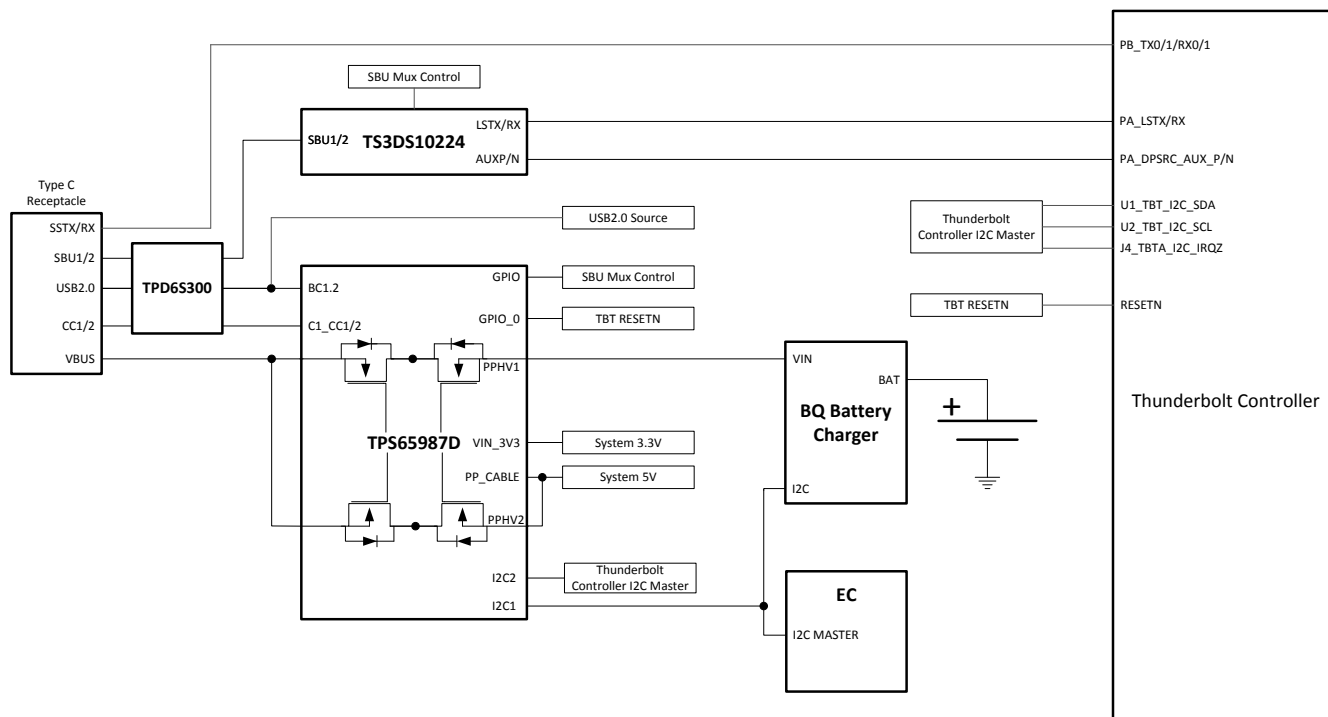 PB_TX0/1/RX0/1
SBU Mux Control
SBU1/2
TS3DS10224
LSTX/RX
AUXP/N
PA_LSTX/RX
PA_DPSRC_AUX_P/N
Type C
Receptacle
SSTX/RX
SBU1/2
USB2.0
CC1/2
VBUS
TPD6S300
USB2.0 Source
Thunderbolt
Controller I2C Master
U1_TBT_I2C_SDA
U2_TBT_I2C_SCL
J4_TBTA_I2C_IRQZ
BC1.2
C1_CC1/2
GPIO
SBU Mux Control
GPIO_0
TBT RESETN
TBT RESETN
RESETN
PPHV1
TPS65987D
VIN_3V3
System 3.3V
PP_CABLE
System 5V
PPHV2
I2C2
Thunderbolt
Controller I2C Master
I2C1
VIN
BAT
BQ Battery
Charger
I2C
+
EC
I2C MASTER
Thunderbolt Controller